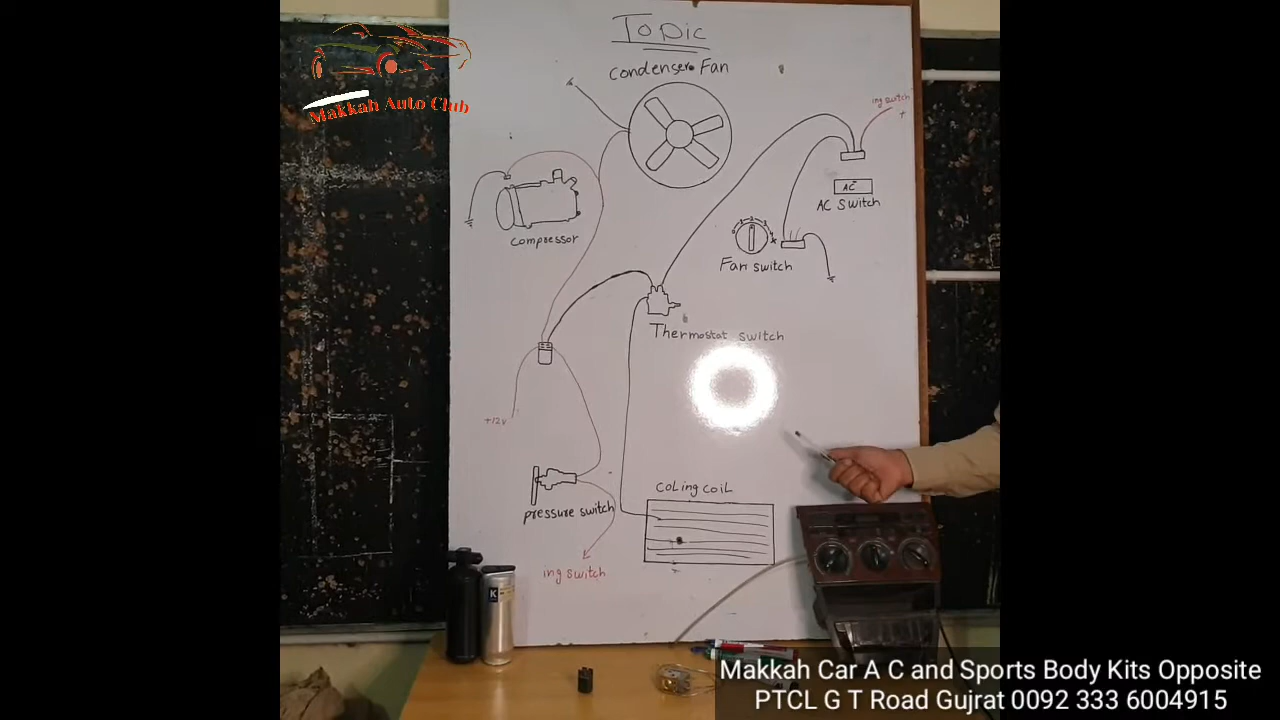 Topic
Condenser Fan
Makkah Auto Club
ing switch
+
AC
AC switch
compressor
Fan switch
Thermostat switch
+12v
CoLing coiL
pressure switch
ing switch
K
Makkah Car A C and Sports Body Kits Opposite
PTCL G T Road Gujrat 0092 333 6004915